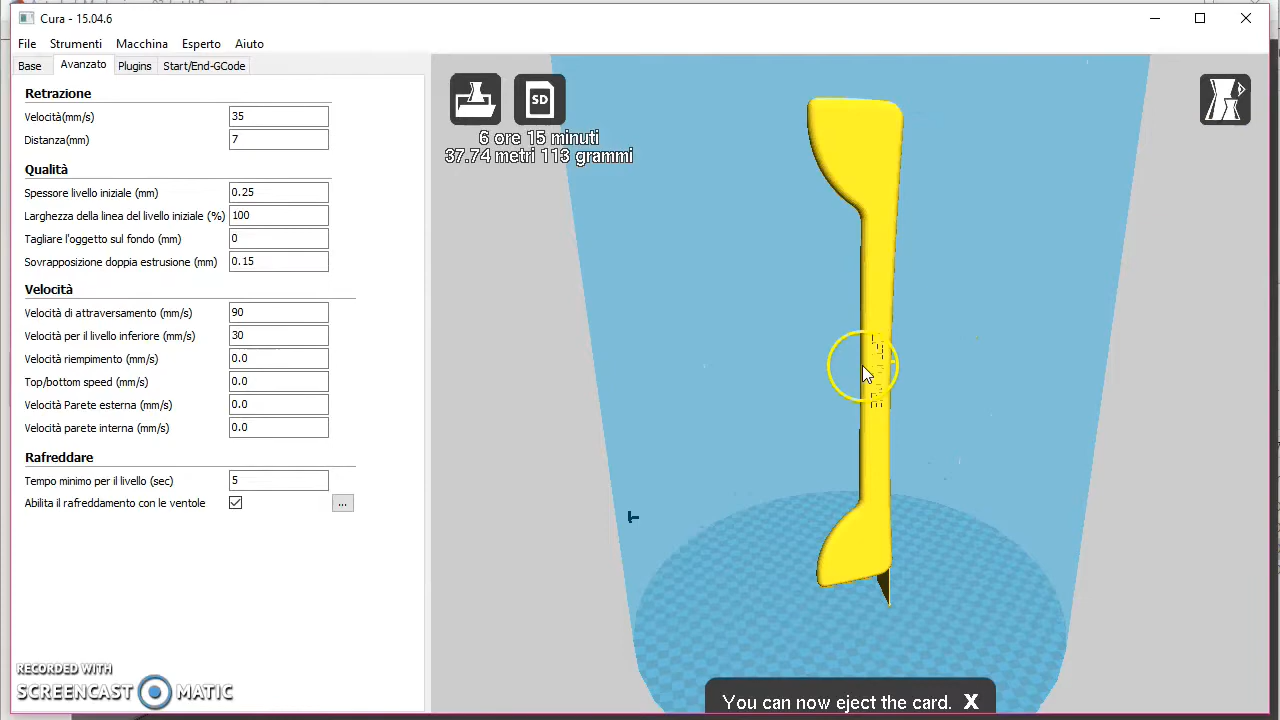 Cura - 15.04.6
File Strumenti Macchina Esperto Aiuto
Base Avanzato Plugins Start/End-GCode
Retrazione
Velocità(mm/s) 35
Distanza(mm) 7
Qualità
Spessore livello iniziale (mm) 0.25
Larghezza della linea del livello iniziale (%) 100
Tagliare l'oggetto sul fondo (mm) 0
Sovrapposizione doppia estrusione (mm) 0.15
Velocità
Velocità di attraversamento (mm/s) 90
Velocità per il livello inferiore (mm/s) 30
Velocità riempimento (mm/s) 0.0
Top/bottom speed (mm/s) 0.0
Velocità Parete esterna (mm/s) 0.0
Velocità parete interna (mm/s) 0.0
Rafreddare
Tempo minimo per il livello (sec) 5
Abilita il rafreddamento con le ventole ...
SD
6 ore 15 minuti
37.74 metri 113 grammi
You can now eject the card. X
RECORDED WITH
SCREENCAST MATIC